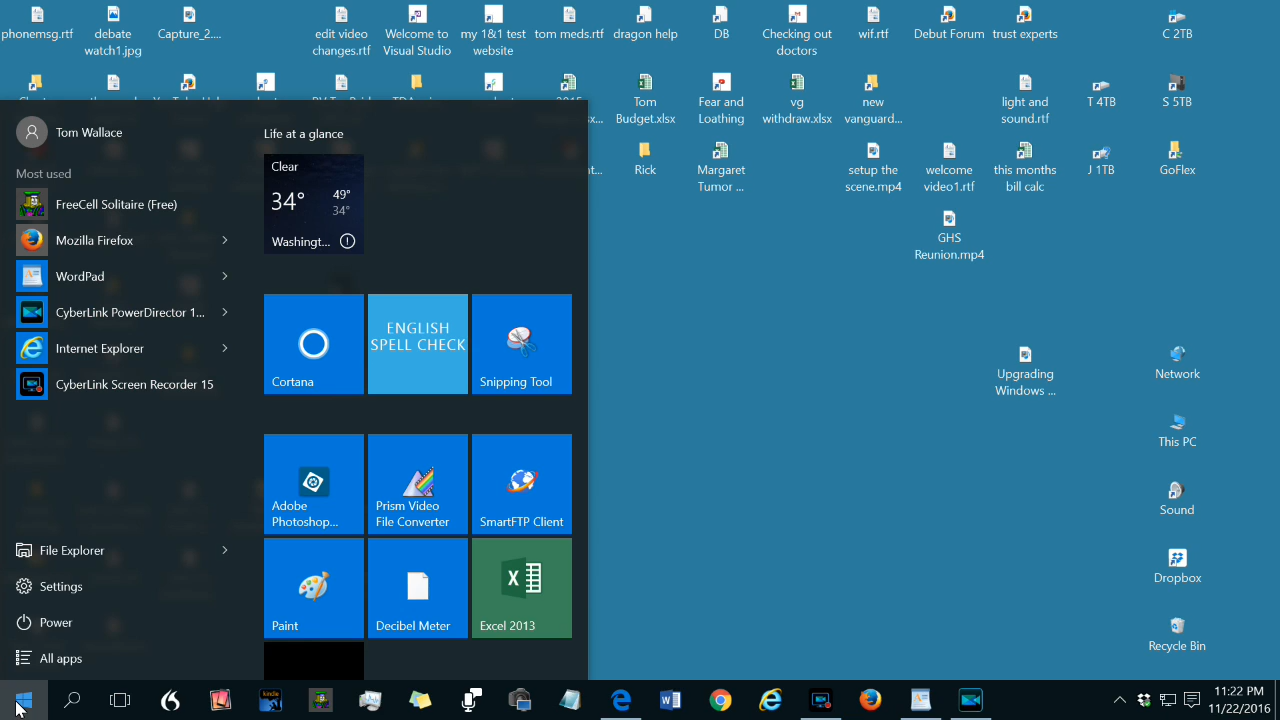 phonemsg.rtf
debate
watch1.jpg
Capture_2....
edit video
changes.rtf
Welcome to
Visual Studio
my 1&1 test
website
tom meds.rtf
dragon help
DB
Checking out
doctors
wif.rtf
Debut Forum
trust experts
C 2TB
Tom
Budget.xlsx
Fear and
Loathing
vg
withdraw.xlsx
new
vanguard...
light and
sound.rtf
T 4TB
S 5TB
Rick
Margaret
Tumor ...
setup the
scene.mp4
welcome
video1.rtf
this months
bill calc
J 1TB
GoFlex
GHS
Reunion.mp4
Upgrading
Windows ...
Network
This PC
Sound
Dropbox
Recycle Bin
Tom Wallace
Most used
FreeCell Solitaire (Free)
Mozilla Firefox
WordPad
CyberLink PowerDirector 1...
Internet Explorer
CyberLink Screen Recorder 15
File Explorer
Settings
Power
All apps
Life at a glance
Clear
34° 49°
34°
Washingt...
Cortana
ENGLISH
SPELL CHECK
Snipping Tool
Adobe
Photoshop...
Prism Video
File Converter
SmartFTP Client
Paint
Decibel Meter
Excel 2013
kindle
11:22 PM
11/22/2016